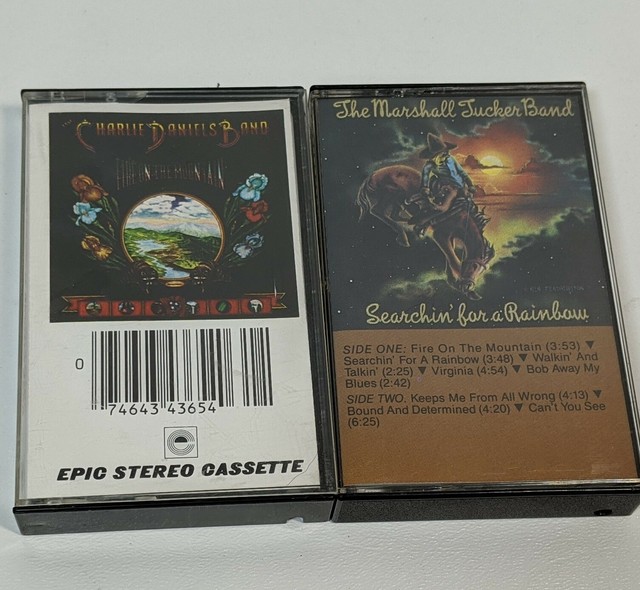 THE CHARLIE DANIELS BAND
FIRE ON THE MOUNTAIN
0
74643 43654
EPIC STEREO CASSETTE
The Marshall Tucker Band
Searchin' for a Rainbow
SIDE ONE: Fire On The Mountain (3:53) ▼
Searchin' For A Rainbow (3:48) ▼ Walkin' And
Talkin' (2:25) ▼ Virginia (4:54) ▼ Bob Away My
Blues (2:42)
SIDE TWO. Keeps Me From All Wrong (4:13) ▼
Bound And Determined (4:20) ▼ Can't You See
(6:25)